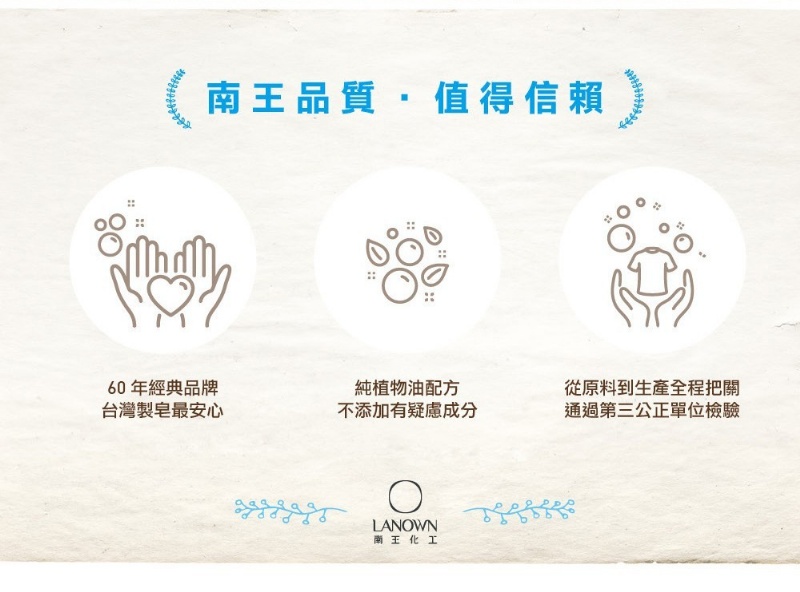 南王品質·值得信賴
60年經典品牌
台灣製皂最安心
純植物油配方
不添加有疑慮成分
從原料到生產全程把關
通過第三公正單位檢驗
LANOWN
南王化工